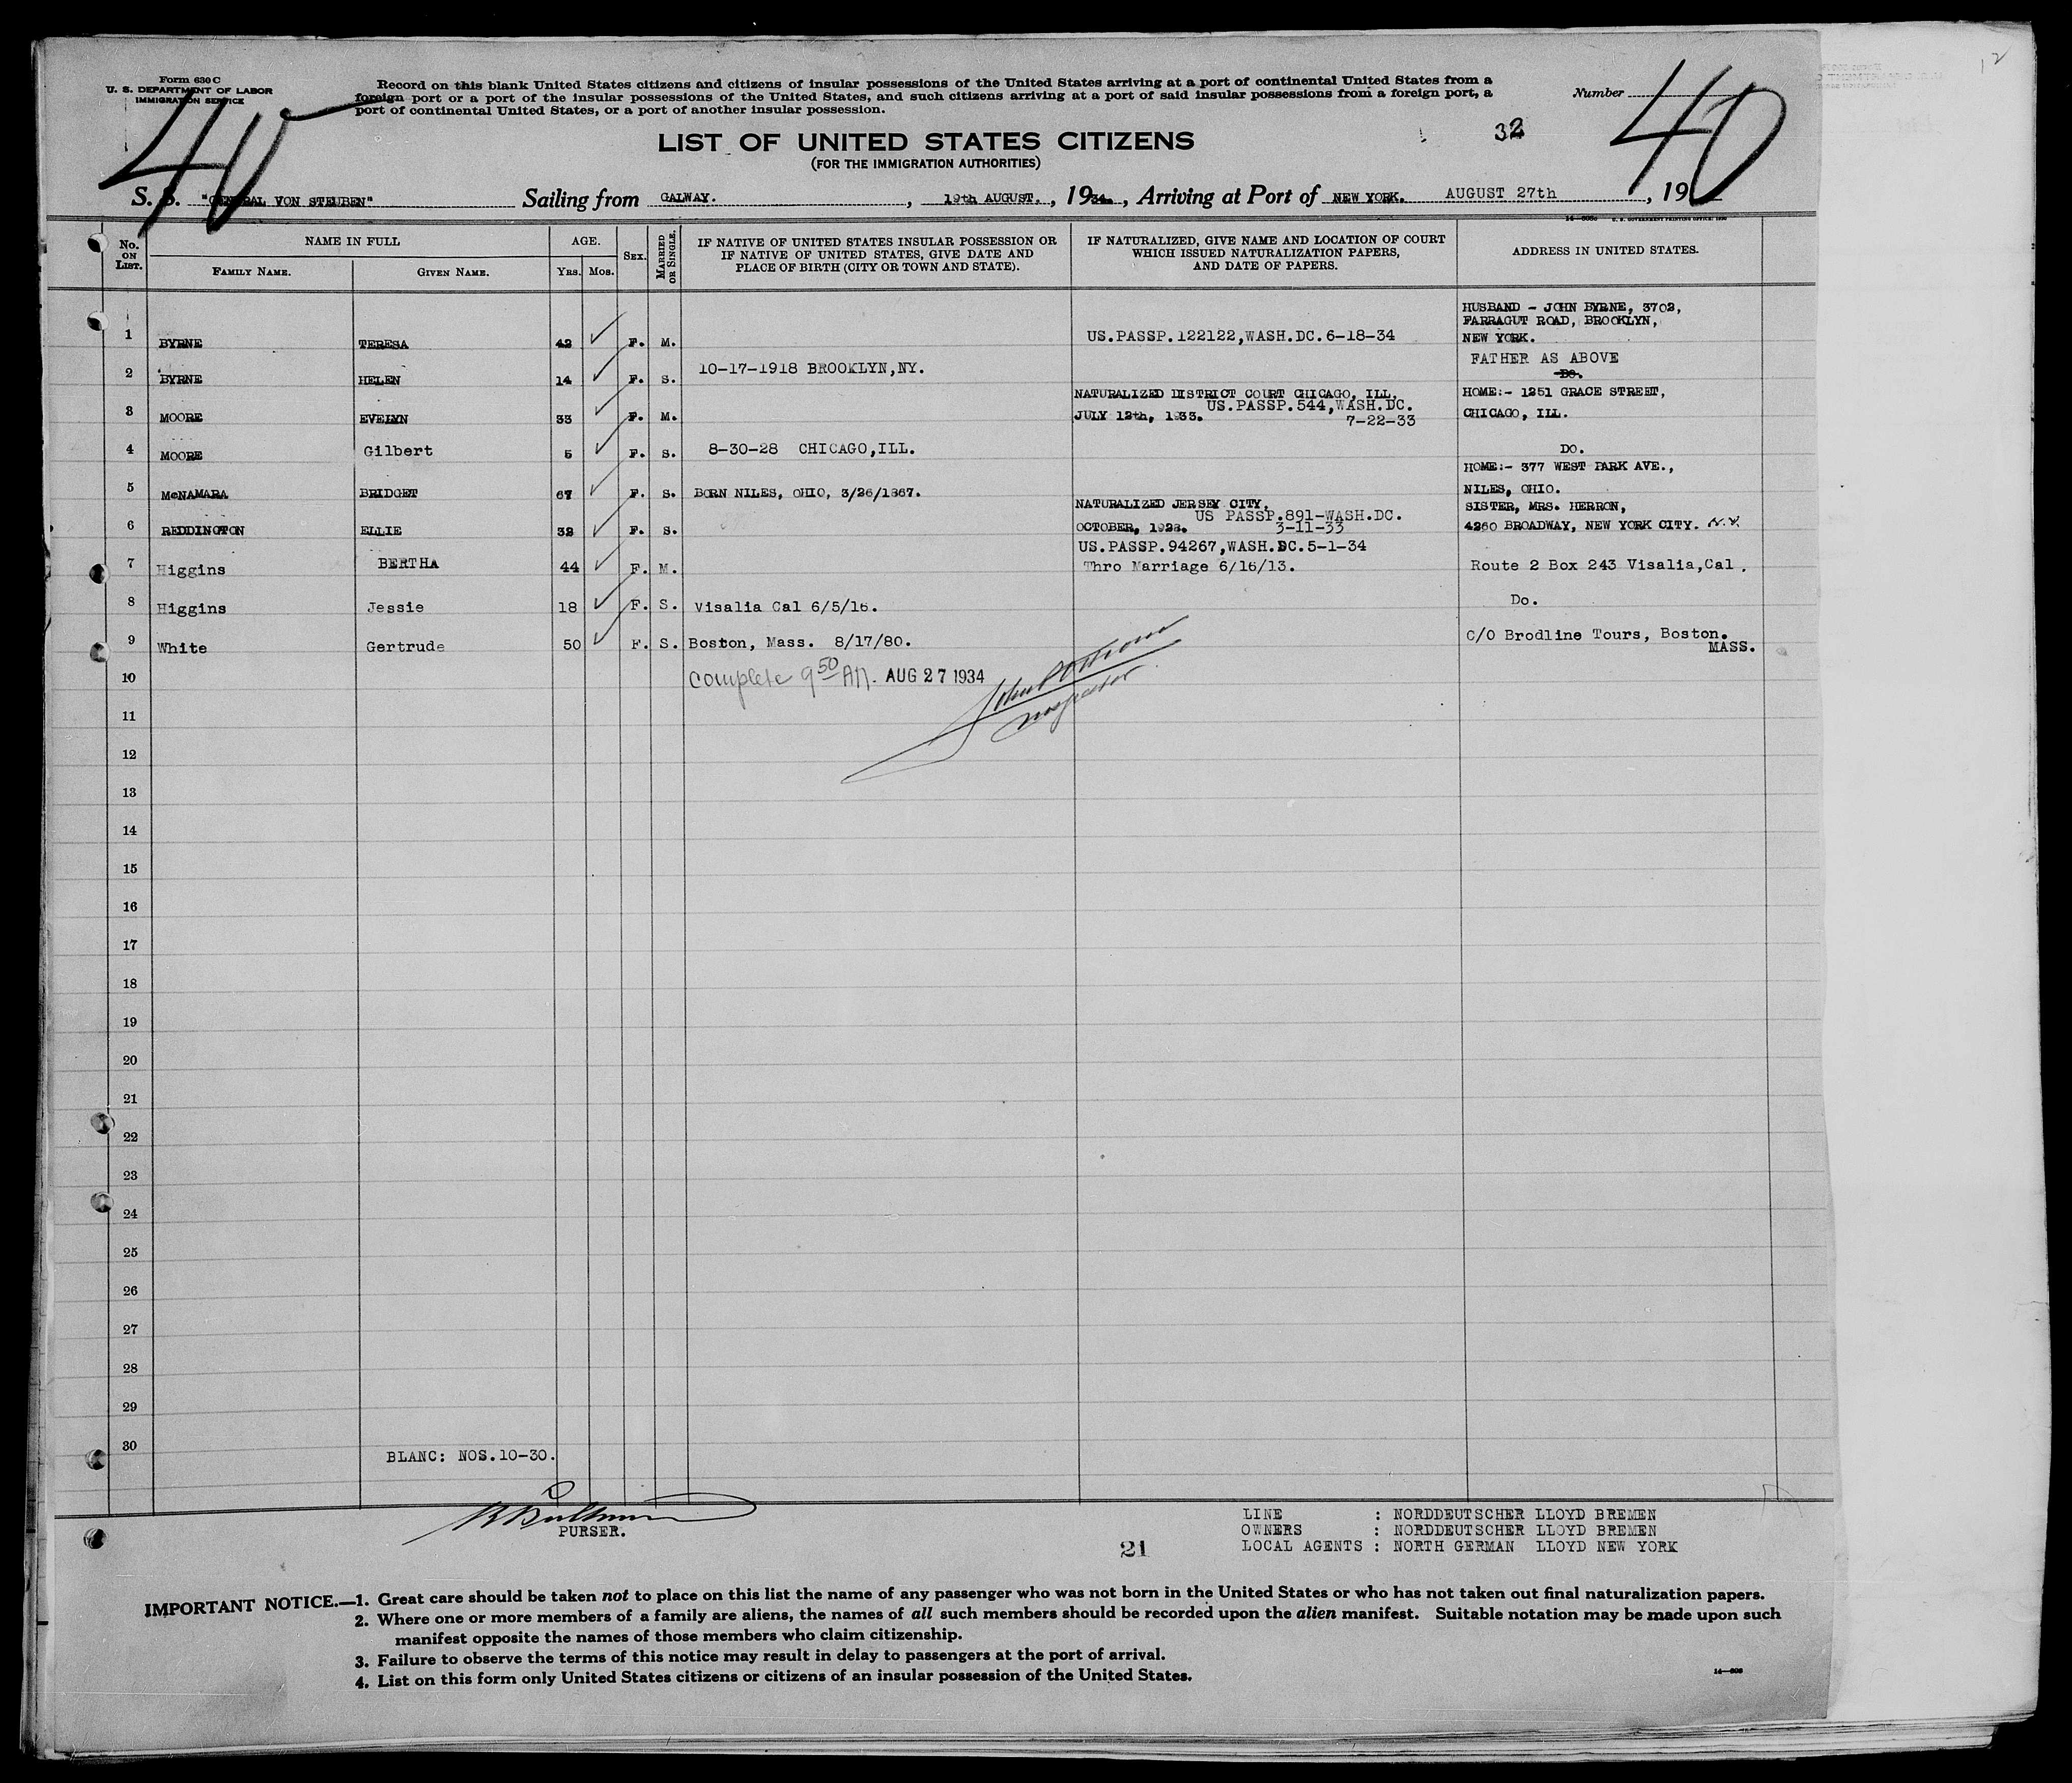 Form 630 C
U. S. DEPARTMENT OF LABOR
IMMIGRATION SERVICE
Record on this blank United States citizens and citizens of insular possessions of the United States arriving at a port of continental United States from a
foreign port or a port of the insular possessions of the United States, and such citizens arriving at a port of said insular possessions from a foreign port, a
port of continental United States, or a port of another insular possession.
Number
40
40
32
LIST OF UNITED STATES CITIZENS
(FOR THE IMMIGRATION AUTHORITIES)
S. S. "GENERAL VON STEUBEN" Sailing from GALWAY. , 19th AUGUST. , 1934. , Arriving at Port of NEW YORK. AUGUST 27th , 19
No. ON LIST. NAME IN FULL AGE. SEX. MARRIED OR SINGLE. IF NATIVE OF UNITED STATES INSULAR POSSESSION OR IF NATIVE OF UNITED STATES, GIVE DATE AND PLACE OF BIRTH (CITY OR TOWN AND STATE). IF NATURALIZED, GIVE NAME AND LOCATION OF COURT WHICH ISSUED NATURALIZATION PAPERS, AND DATE OF PAPERS. ADDRESS IN UNITED STATES.
FAMILY NAME. GIVEN NAME. YRS. MOS.
1 BYRNE TERESA 42 ✓ F. M. US.PASSP.122122,WASH.DC.6-18-34 HUSBAND - JOHN BYRNE, 3702, FARRAGUT ROAD, BROOKLYN, NEW YORK.
2 BYRNE HELEN 14 ✓ F. S. 10-17-1918 BROOKLYN,NY. FATHER AS ABOVE DO.
3 MOORE EVELYN 33 ✓ F. M. NATURALIZED DISTRICT COURT CHICAGO, ILL. JULY 12th, 1933. US.PASSP.544,WASH.DC. 7-22-33 HOME:- 1251 GRACE STREET, CHICAGO, ILL.
4 MOORE Gilbert 5 ✓ F. S. 8-30-28 CHICAGO,ILL. DO.
5 McNAMARA BRIDGET 67 ✓ F. S. BORN NILES, OHIO, 3/26/1867. HOME:- 377 WEST PARK AVE., NILES, OHIO.
6 REDDINGTON ELLIE 32 ✓ F. S. NATURALIZED JERSEY CITY, OCTOBER, 1928. US PASSP.891-WASH.DC. 3-11-33 SISTER, MRS. HERRON, 4260 BROADWAY, NEW YORK CITY. N.Y.
7 Higgins BERTHA 44 ✓ F. M. US.PASSP.94267,WASH.DC.5-1-34 Thro Marriage 6/16/13. Route 2 Box 243 Visalia,Cal.
8 Higgins Jessie 18 ✓ F. S. Visalia Cal 6/5/16. Do.
9 White Gertrude 50 ✓ F. S. Boston, Mass. 8/17/80. C/O Brodline Tours, Boston. MASS.
10 Complete 9 50 AM. AUG 27 1934
Inspector
11
12
13
14
15
16
17
18
19
20
21
22
23
24
25
26
27
28
29
30
BLANC: NOS.10-30.
PURSER.
21
LINE : NORDDEUTSCHER LLOYD BREMEN
OWNERS : NORDDEUTSCHER LLOYD BREMEN
LOCAL AGENTS : NORTH GERMAN LLOYD NEW YORK
IMPORTANT NOTICE.—1. Great care should be taken not to place on this list the name of any passenger who was not born in the United States or who has not taken out final naturalization papers.
2. Where one or more members of a family are aliens, the names of all such members should be recorded upon the alien manifest. Suitable notation may be made upon such
manifest opposite the names of those members who claim citizenship.
3. Failure to observe the terms of this notice may result in delay to passengers at the port of arrival.
4. List on this form only United States citizens or citizens of an insular possession of the United States.